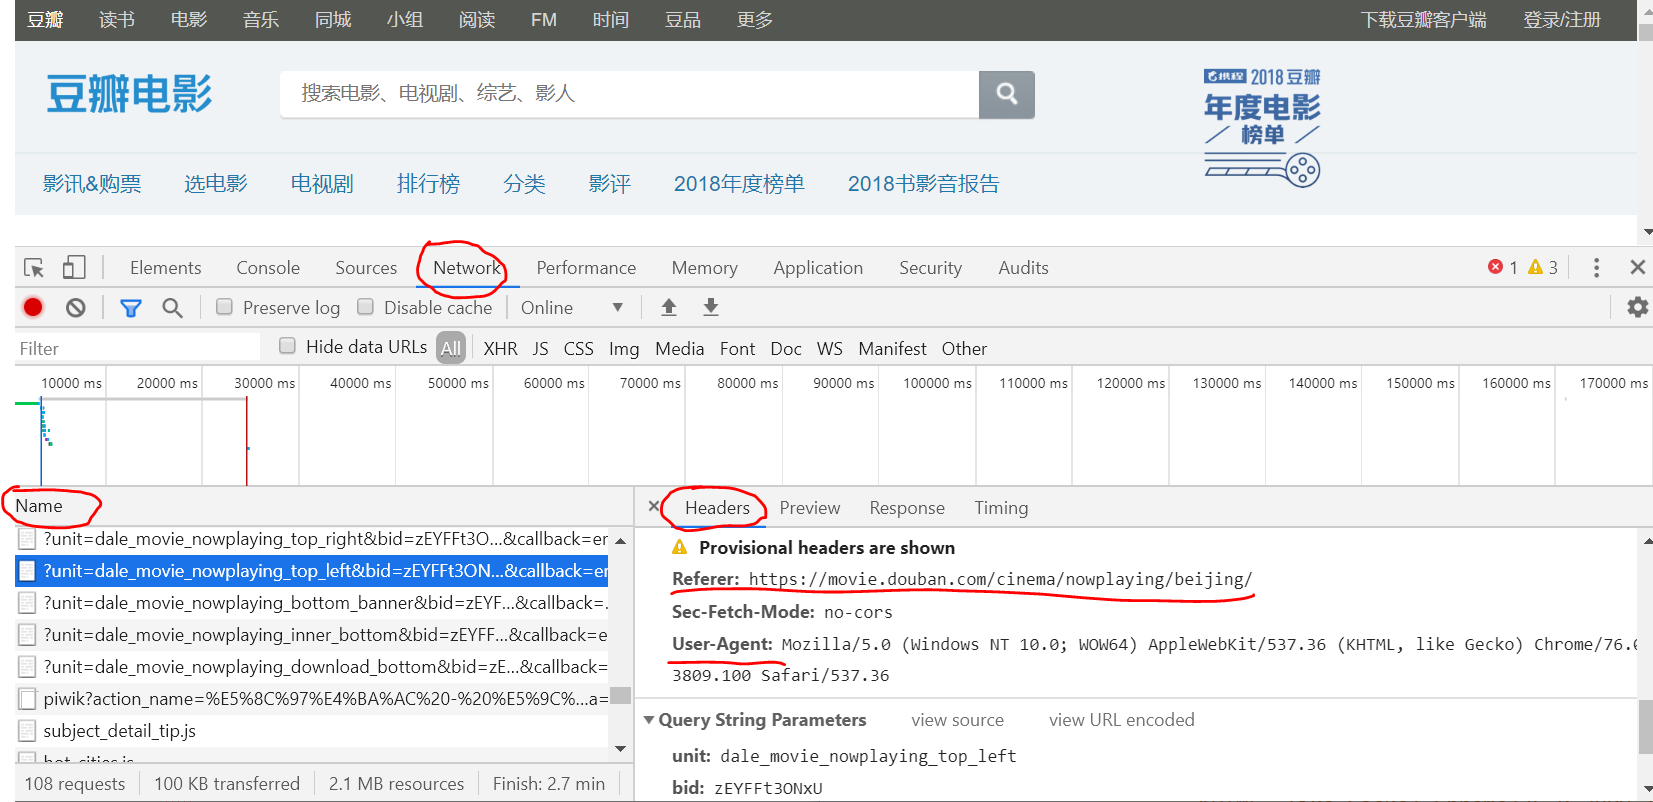 豆瓣 读书 电影 音乐 同城 小组 阅读 FM 时间 豆品 更多 下载豆瓣客户端 登录/注册
豆瓣电影 搜索电影、电视剧、综艺、影人
携程 2018 豆瓣
年度电影
榜单
影讯&购票 选电影 电视剧 排行榜 分类 影评 2018年度榜单 2018书影音报告
Elements Console Sources Network Performance Memory Application Security Audits 1 3
Preserve log Disable cache Online
Filter Hide data URLs All XHR JS CSS Img Media Font Doc WS Manifest Other
10000 ms 20000 ms 30000 ms 40000 ms 50000 ms 60000 ms 70000 ms 80000 ms 90000 ms 100000 ms 110000 ms 120000 ms 130000 ms 140000 ms 150000 ms 160000 ms 170000 ms
Name
?unit=dale_movie_nowplaying_top_right&bid=zEYFFt3O...&callback=er
?unit=dale_movie_nowplaying_top_left&bid=zEYFFt3ON...&callback=er
?unit=dale_movie_nowplaying_bottom_banner&bid=zEYF...&callback=.
?unit=dale_movie_nowplaying_inner_bottom&bid=zEYFF...&callback=e
?unit=dale_movie_nowplaying_download_bottom&bid=zE...&callback=
piwik?action_name=%E5%8C%97%E4%BA%AC%20-%20%E5%9C%...a=
subject_detail_tip.js
hot_cities.js
108 requests 100 KB transferred 2.1 MB resources Finish: 2.7 min
Headers Preview Response Timing
Provisional headers are shown
Referer: https://movie.douban.com/cinema/nowplaying/beijing/
Sec-Fetch-Mode: no-cors
User-Agent: Mozilla/5.0 (Windows NT 10.0; WOW64) AppleWebKit/537.36 (KHTML, like Gecko) Chrome/76.0
3809.100 Safari/537.36
Query String Parameters view source view URL encoded
unit: dale_movie_nowplaying_top_left
bid: zEYFFt3ONxU